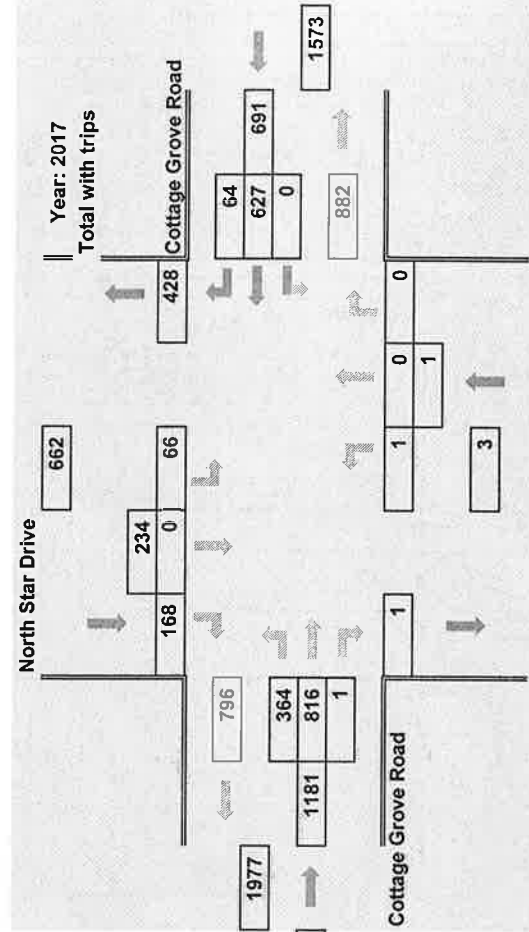 Year: 2017
Total with trips
North Star Drive
Cottage Grove Road
662
234
168 0 66
428
64
627 691
0
1573
882
796
364
1181 816
1
1977
1
1 0 0
1
3
Cottage Grove Road